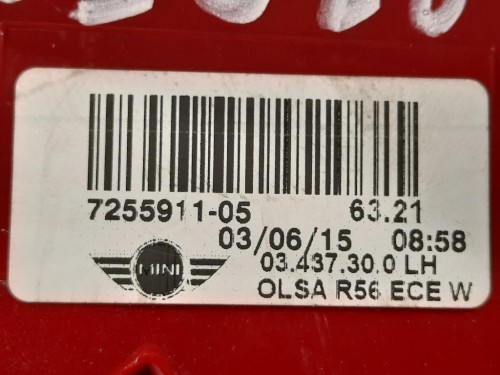 7255911-05 63.21
03/06/15 08:58
MINI 03.437.30.0 LH
OLSA R56 ECE W